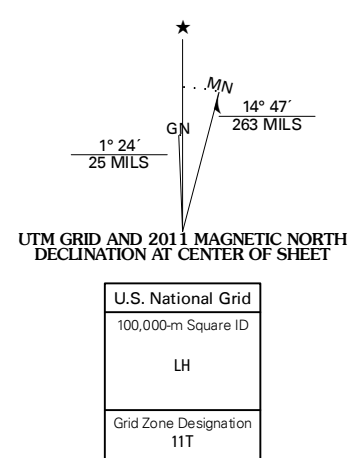 ★
MN
GN
14° 47´
263 MILS
1° 24´
25 MILS
UTM GRID AND 2011 MAGNETIC NORTH
DECLINATION AT CENTER OF SHEET
U.S. National Grid
100,000-m Square ID
LH
Grid Zone Designation
11T